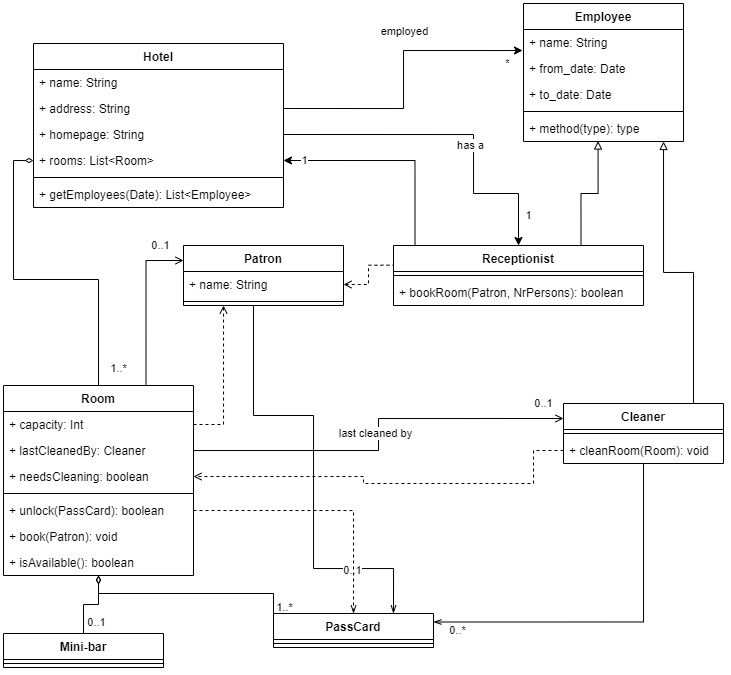 employed
Employee
+ name: String
+ from_date: Date
+ to_date: Date
+ method(type): type
*
Hotel
+ name: String
+ address: String
+ homepage: String
+ rooms: List<Room>
+ getEmployees(Date): List<Employee>
has a
1
1
0..1
Patron
+ name: String
Receptionist
+ bookRoom(Patron, NrPersons): boolean
1..*
Room
+ capacity: Int
+ lastCleanedBy: Cleaner
+ needsCleaning: boolean
+ unlock(PassCard): boolean
+ book(Patron): void
+ isAvailable(): boolean
last cleaned by
0..1
Cleaner
+ cleanRoom(Room): void
0..1
1..*
0..1
PassCard
0..*
Mini-bar